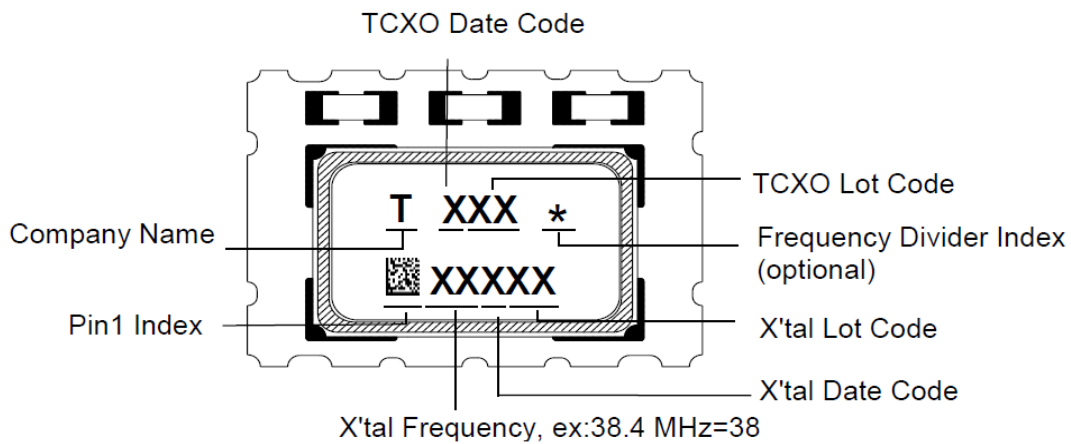 TCXO Date Code
TCXO Lot Code
T XXX *
Company Name
Frequency Divider Index
(optional)
XXXXX
Pin1 Index
X'tal Lot Code
X'tal Date Code
X'tal Frequency, ex:38.4 MHz=38